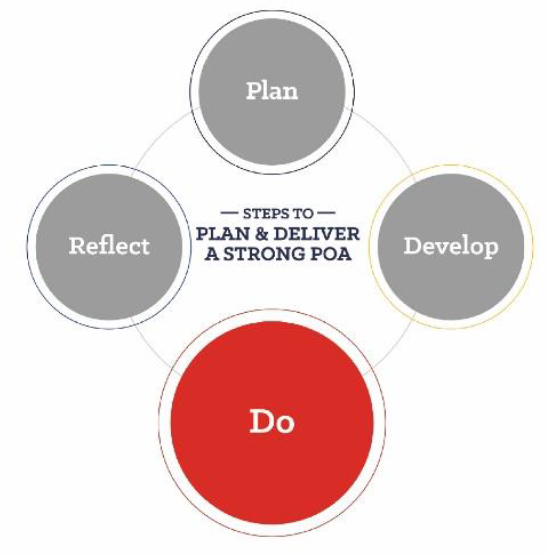 Plan
Reflect
— STEPS TO —
PLAN & DELIVER
A STRONG POA
Develop
Do